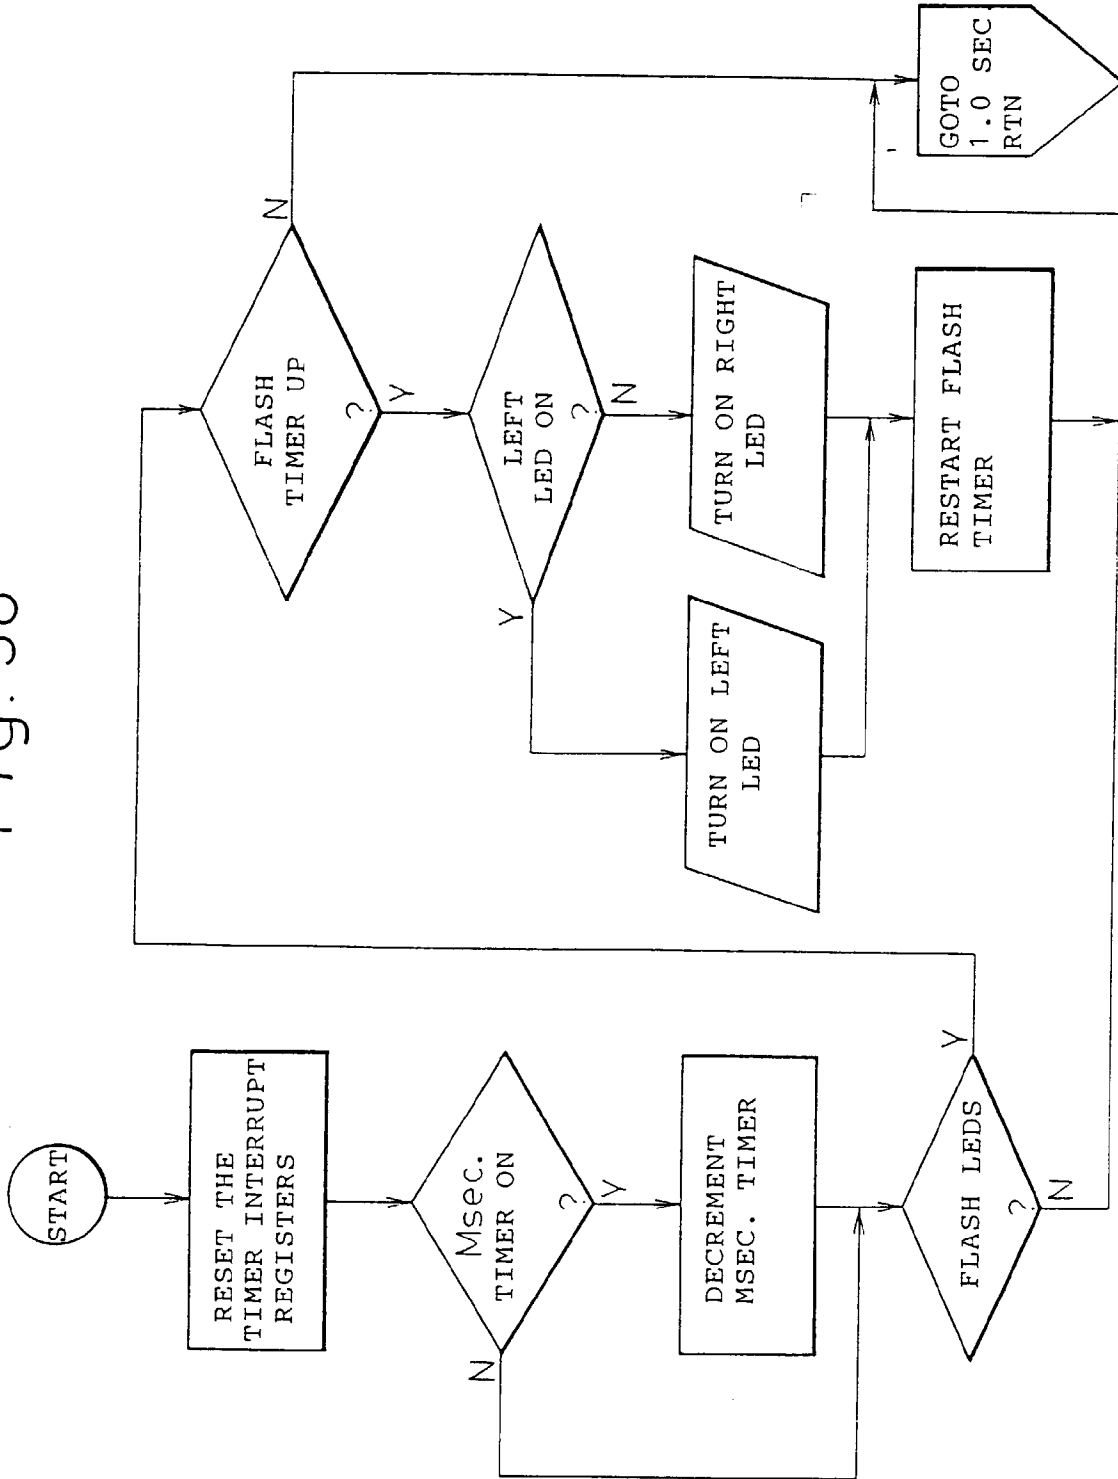 Fig.
START
RESET THE
TIMER INTERRUPT
REGISTERS
Msec.
TIMER ON
?
N
Y
DECREMENT
MSEC. TIMER
FLASH LEDS
?
Y
N
FLASH
TIMER UP
?
N
Y
LEFT
LED ON
?
Y
N
TURN ON LEFT
LED
TURN ON RIGHT
LED
RESTART FLASH
TIMER
GOTO
1.0 SEC
RTN